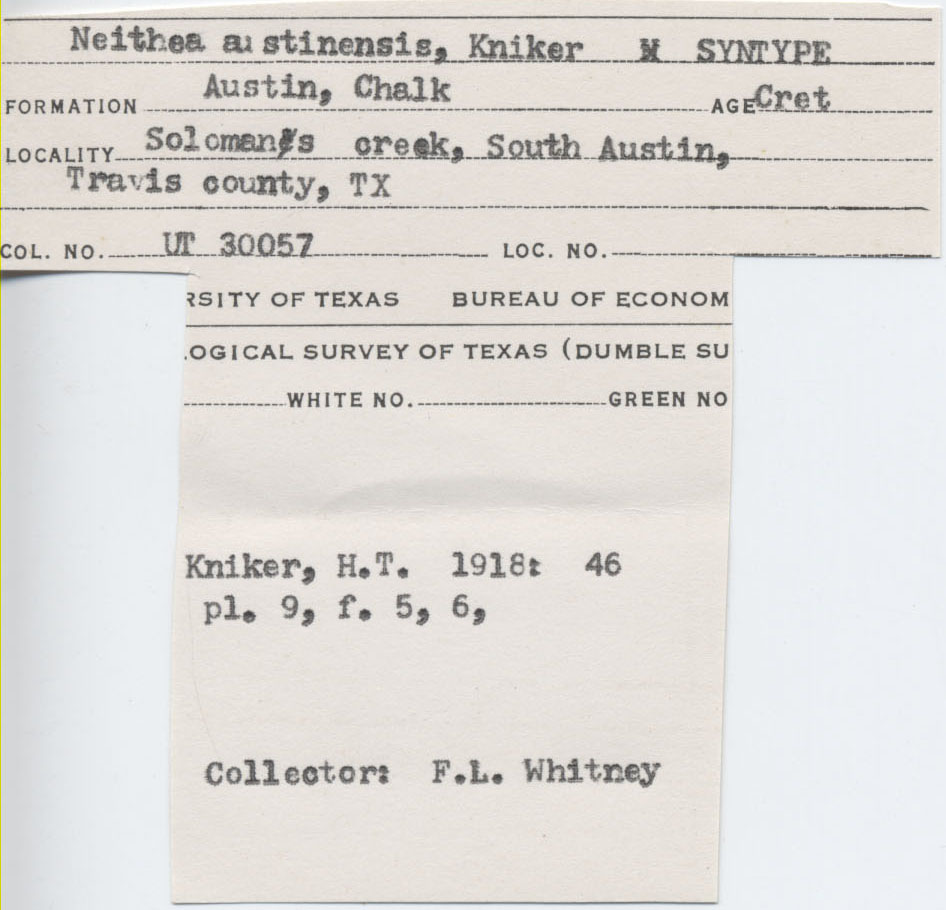 Neithea austinensis, Kniker SYNTYPE
FORMATION Austin, Chalk AGE Cret
LOCALITY Soloman's creek, South Austin,
Travis county, TX
COL. NO. UT 30057 LOC. NO.
RSITY OF TEXAS BUREAU OF ECONOM
OGICAL SURVEY OF TEXAS (DUMBLE SU
WHITE NO. GREEN NO
Kniker, H.T. 1918: 46
pl. 9, f. 5, 6,
Collector: F.L. Whitney